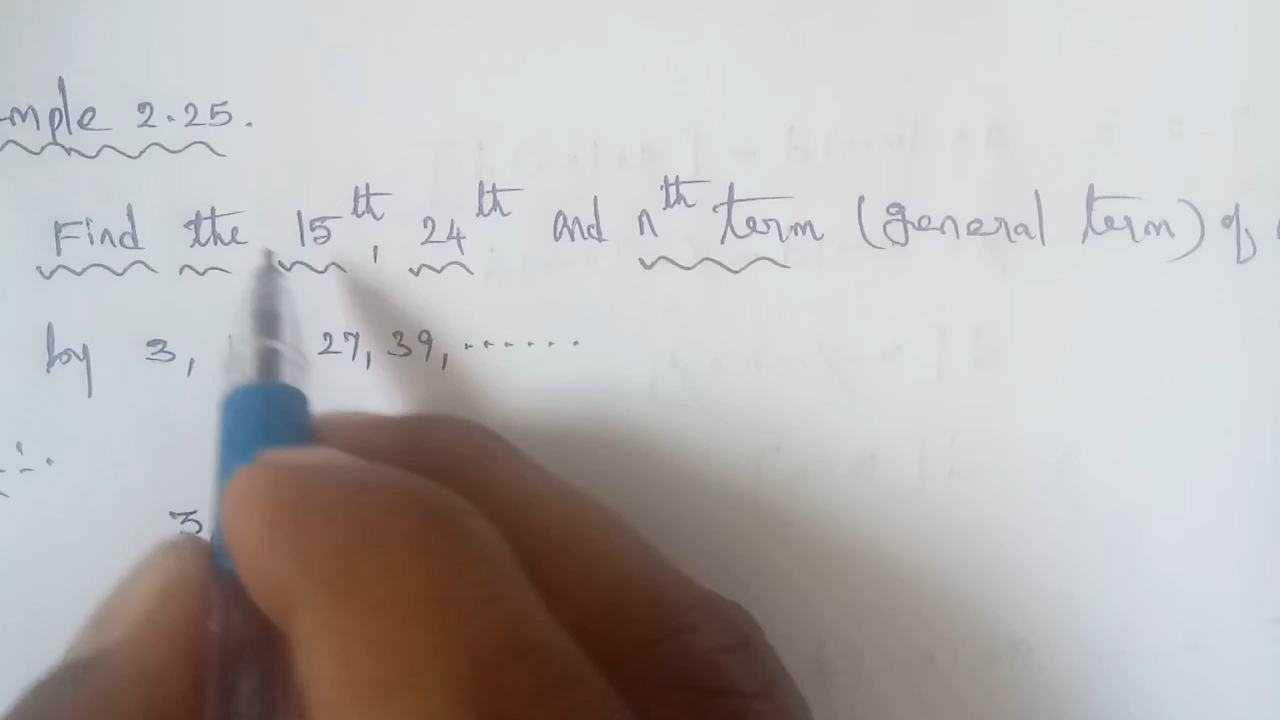 mple 2.25.
Find the 15th, 24th and nth term (general term) of
by 3, 27, 39, ......
3